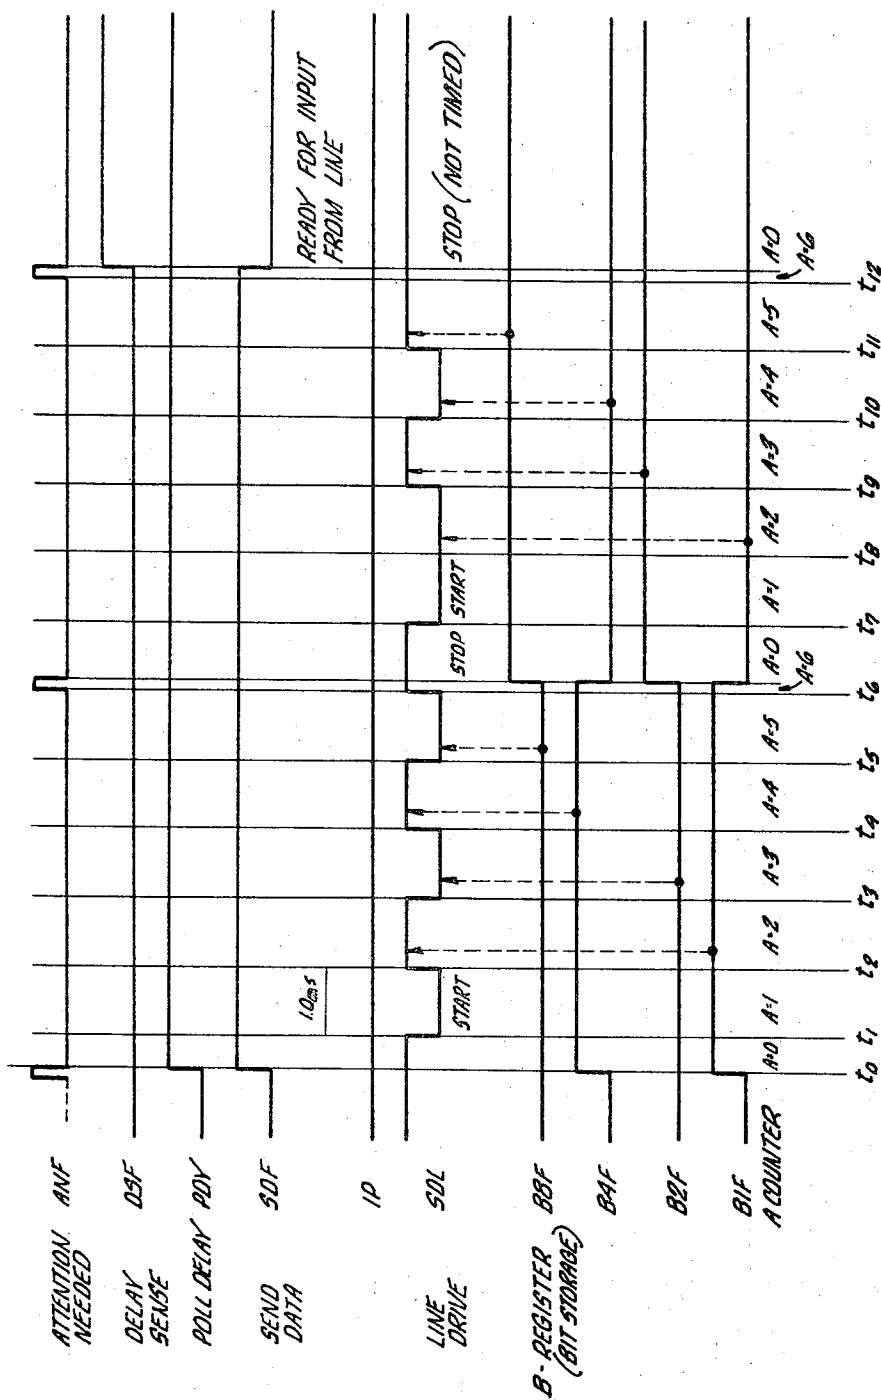 ATTENTION NEEDED ANF
DELAY SENSE DSF
POLL DELAY PDY
SEND DATA SDF
1.0ms
READY FOR INPUT
FROM LINE
IP
LINE DRIVE SDL
START
STOP
START
STOP (NOT TIMED)
B-REGISTER
(BIT STORAGE)
B8F
B4F
B2F
B1F
A COUNTER
A=0 A=1 A=2 A=3 A=4 A=5 A=6 A=0 A=1 A=2 A=3 A=4 A=5 A=6 A=0
t0 t1 t2 t3 t4 t5 t6 t7 t8 t9 t10 t11 t12